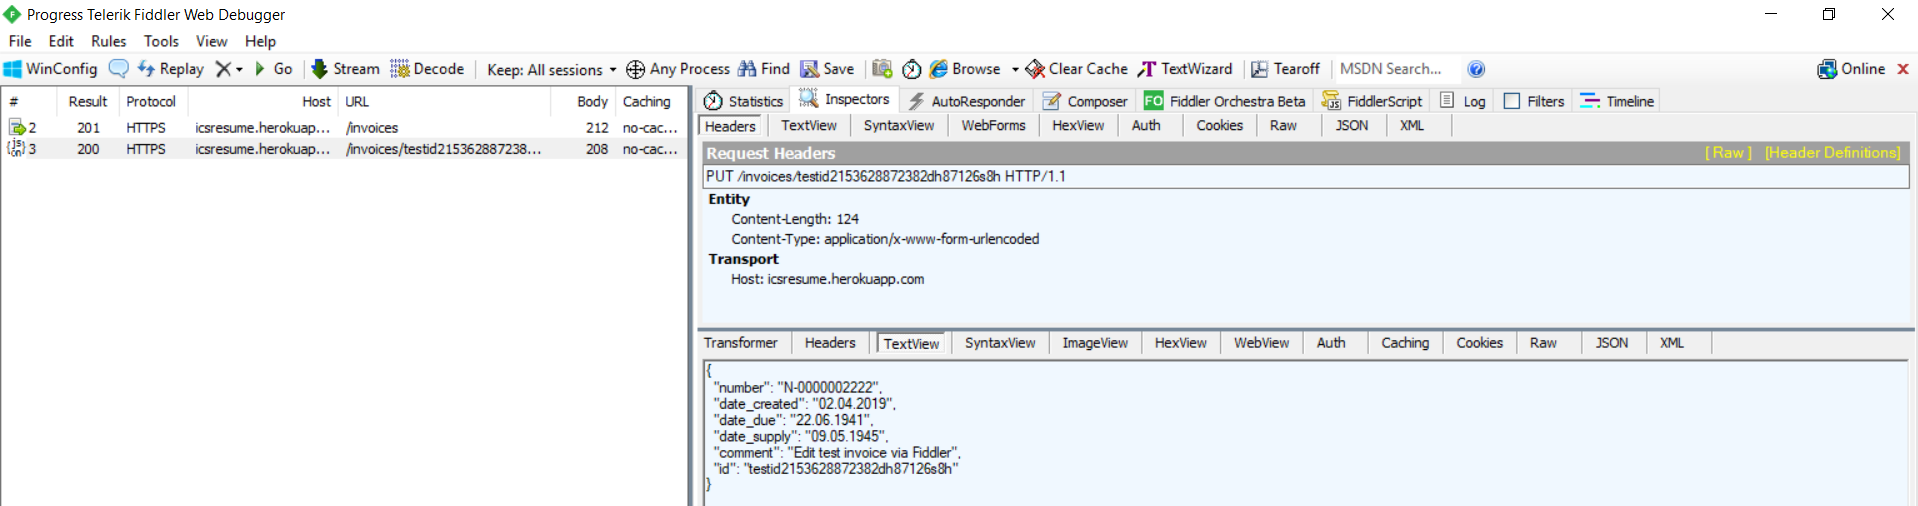 Progress Telerik Fiddler Web Debugger
File Edit Rules Tools View Help
WinConfig Replay Go Stream Decode Keep: All sessions Any Process Find Save Browse Clear Cache TextWizard Tearoff MSDN Search... Online
# Result Protocol Host URL Body Caching
2 201 HTTPS icsresume.herokuap... /invoices 212 no-cac...
3 200 HTTPS icsresume.herokuap... /invoices/testid215362887238... 208 no-cac...
Statistics Inspectors AutoResponder Composer FO Fiddler Orchestra Beta FiddlerScript Log Filters Timeline
Headers TextView SyntaxView WebForms HexView Auth Cookies Raw JSON XML
Request Headers [ Raw ] [Header Definitions]
PUT /invoices/testid2153628872382dh87126s8h HTTP/1.1
Entity
Content-Length: 124
Content-Type: application/x-www-form-urlencoded
Transport
Host: icsresume.herokuapp.com
Transformer Headers TextView SyntaxView ImageView HexView WebView Auth Caching Cookies Raw JSON XML
{
"number": "N-0000002222",
"date_created": "02.04.2019",
"date_due": "22.06.1941",
"date_supply": "09.05.1945",
"comment": "Edit test invoice via Fiddler",
"id": "testid2153628872382dh87126s8h"
}